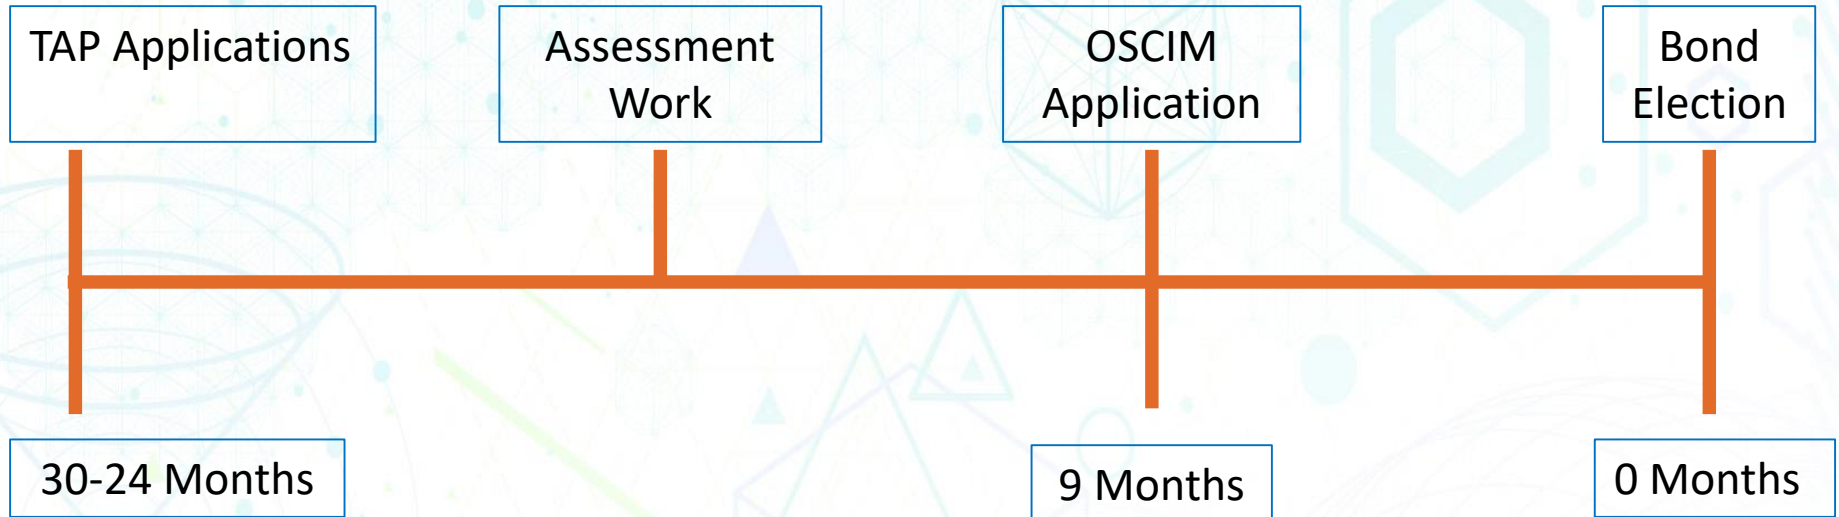 TAP Applications
Assessment
Work
OSCIM
Application
Bond
Election
30-24 Months
9 Months
0 Months